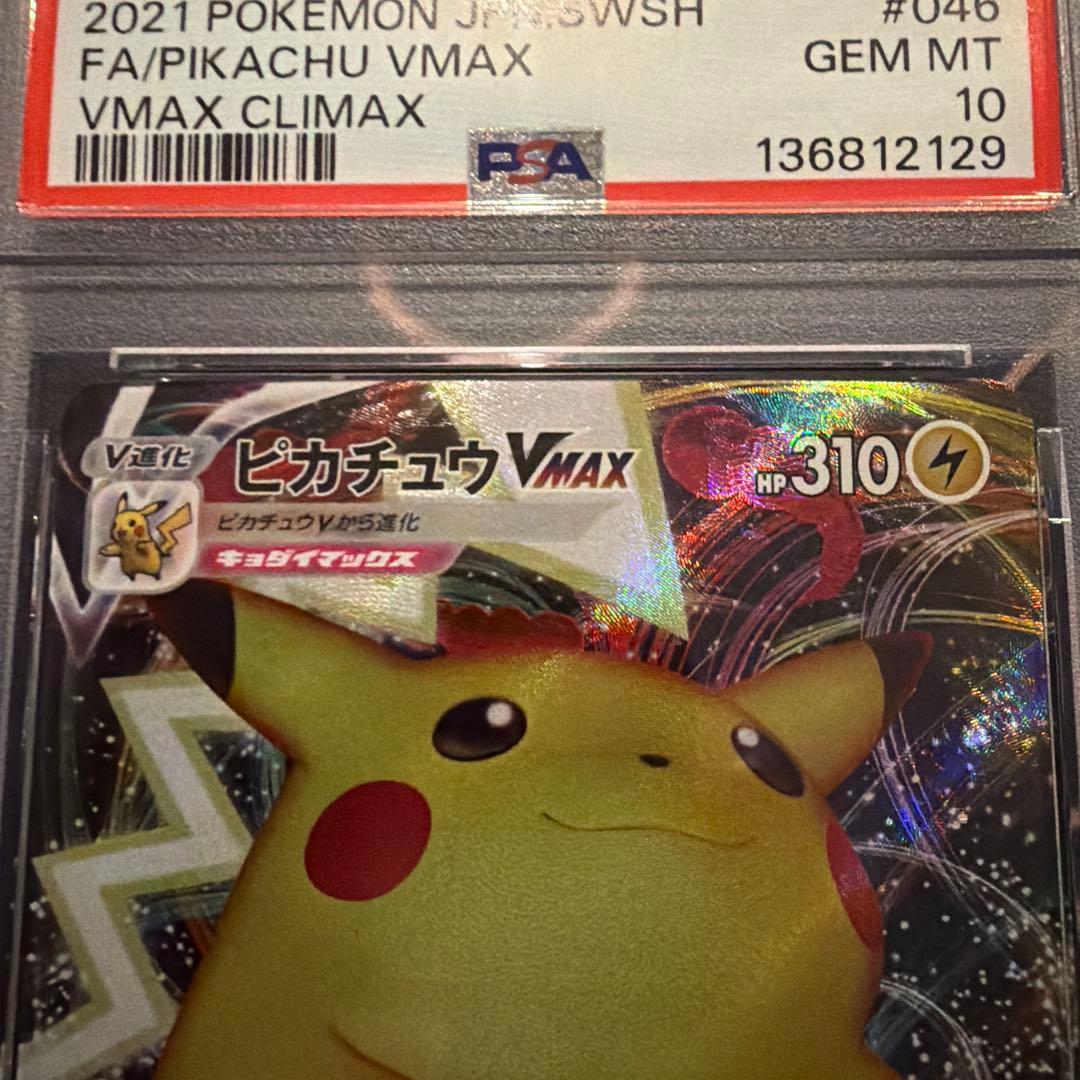 2021 POKEMON JPN.SWSH #046
FA/PIKACHU VMAX GEM MT
VMAX CLIMAX 10
PSA 136812129
V進化 ピカチュウVMAX HP310
ピカチュウVから進化
キョダイマックス